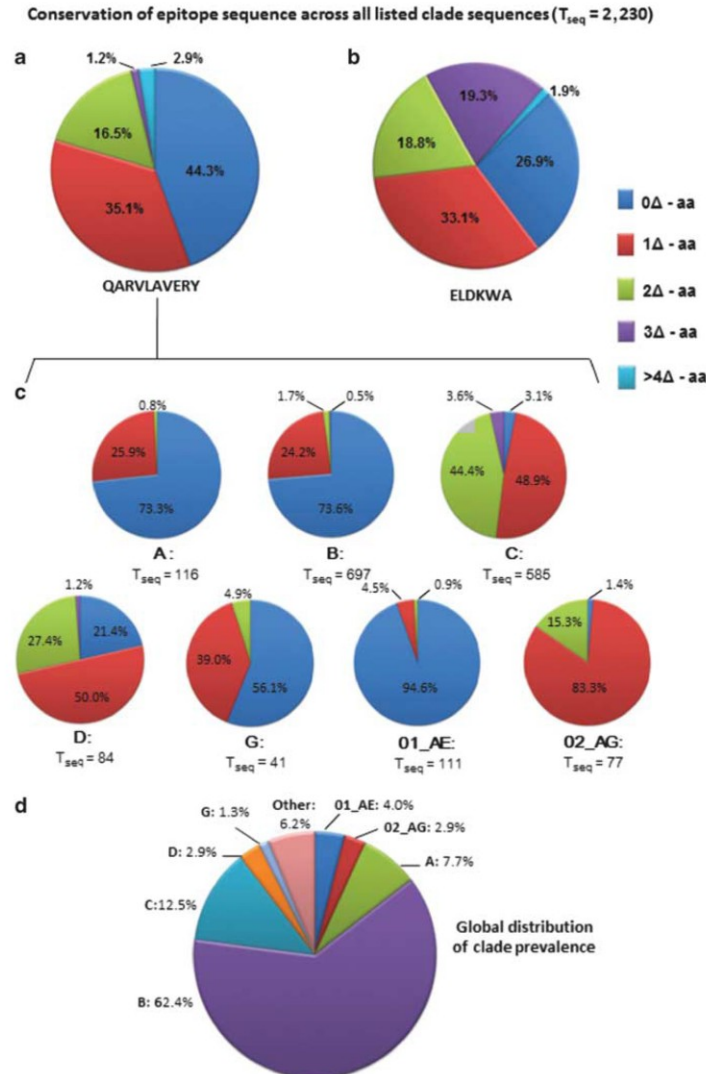 Conservation of epitope sequence across all listed clade sequences (Tseq = 2,230)
a
1.2%
2.9%
16.5%
44.3%
35.1%
QARVLAVERY
b
19.3%
1.9%
18.8%
26.9%
33.1%
ELDKWA
0Δ - aa
1Δ - aa
2Δ - aa
3Δ - aa
>4Δ - aa
c
0.8%
25.9%
73.3%
A:
Tseq = 116
1.7%
0.5%
24.2%
73.6%
B:
Tseq = 697
3.6%
3.1%
44.4%
48.9%
C:
Tseq = 585
1.2%
27.4%
21.4%
50.0%
D:
Tseq = 84
4.9%
39.0%
56.1%
G:
Tseq = 41
4.5%
0.9%
94.6%
01_AE:
Tseq = 111
1.4%
15.3%
83.3%
02_AG:
Tseq = 77
d
Other:
6.2%
01_AE: 4.0%
02_AG: 2.9%
A: 7.7%
G: 1.3%
D: 2.9%
C:12.5%
B: 62.4%
Global distribution
of clade prevalence